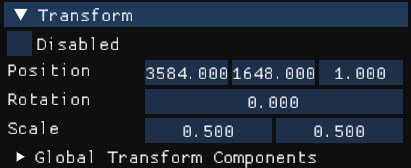 Transform
Disabled
Position 3584.000 1648.000 1.000
Rotation 0.000
Scale 0.500 0.500
Global Transform Components